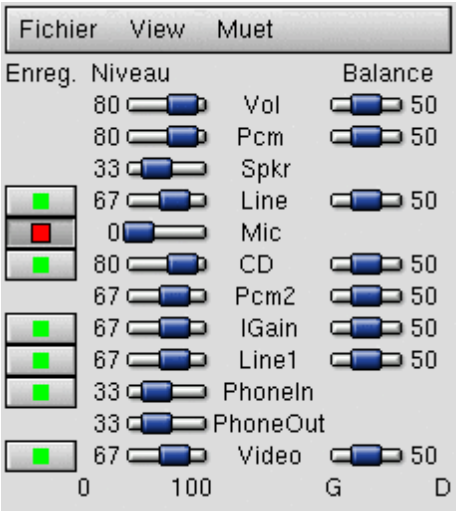 Fichier View Muet
Enreg. Niveau Balance
80 Vol 50
80 Pcm 50
33 Spkr
67 Line 50
0 Mic
80 CD 50
67 Pcm2 50
67 IGain 50
67 Line1 50
33 PhoneIn
33 PhoneOut
67 Video 50
0 100 G D